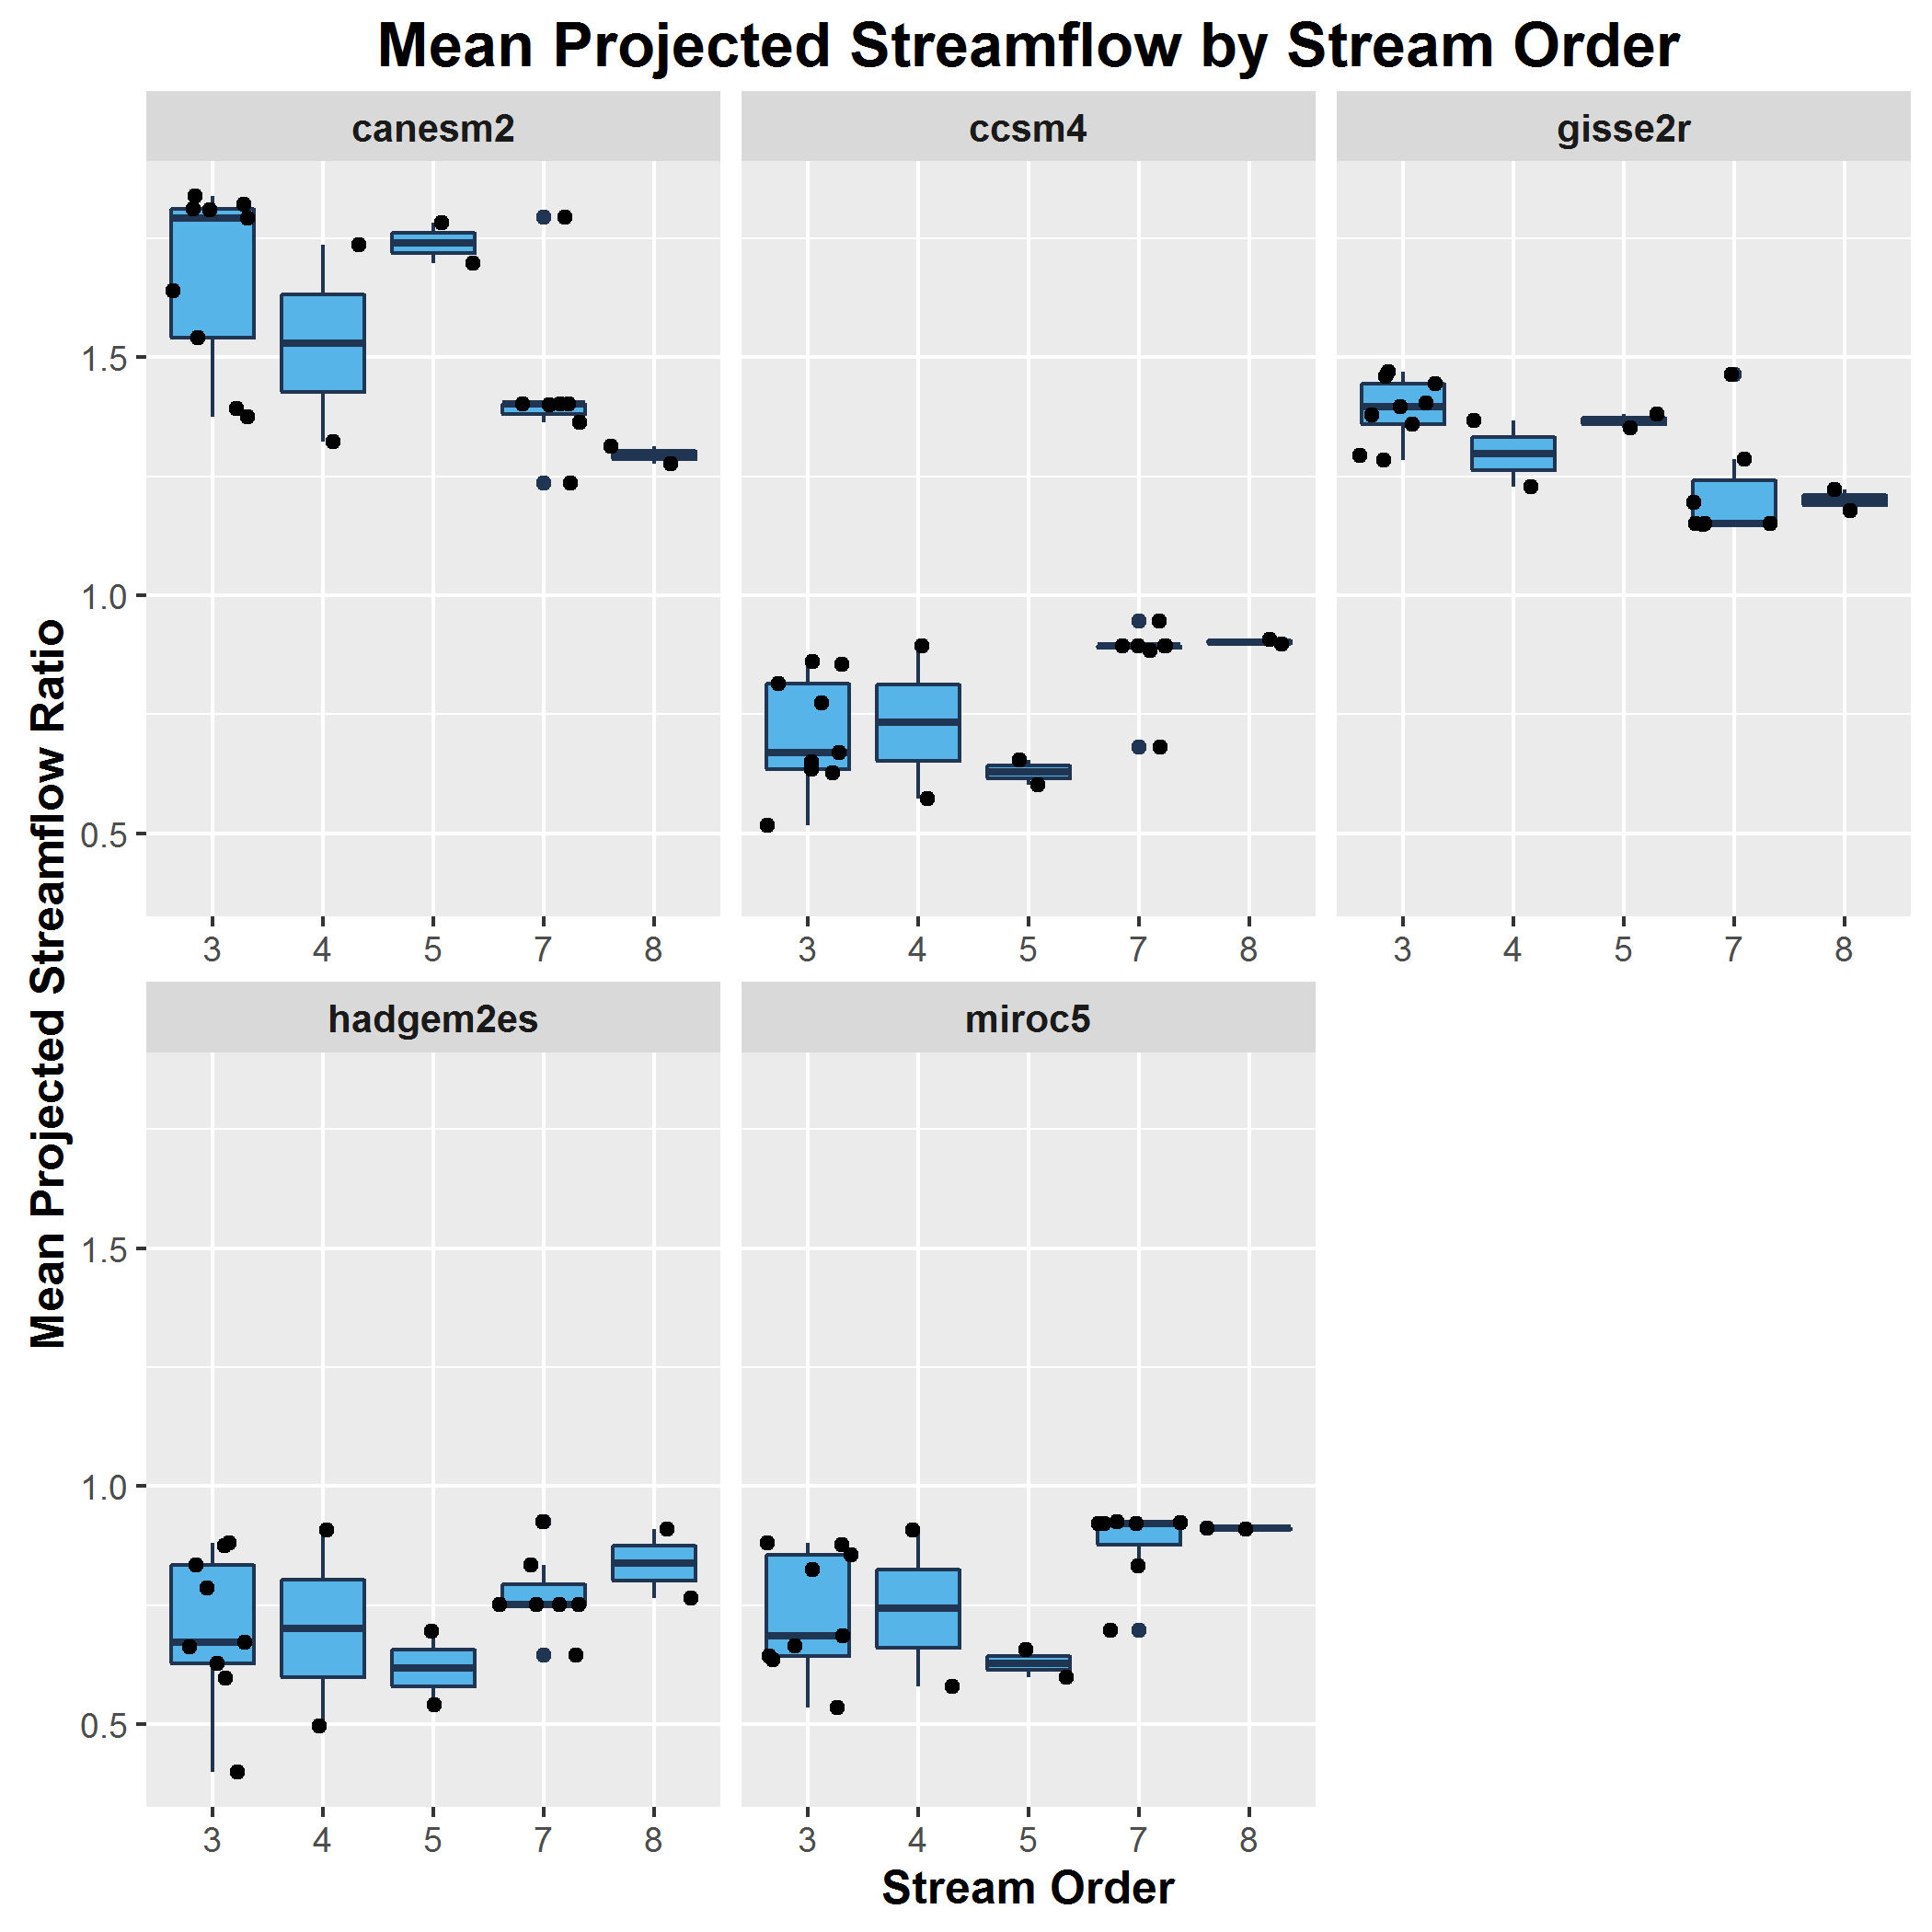 Mean Projected Streamflow by Stream Order
canesm2
ccsm4
gisse2r
Mean Projected Streamflow Ratio
1.5
1.0
0.5
3 4 5 7 8
3 4 5 7 8
3 4 5 7 8
hadgem2es
miroc5
1.5
1.0
0.5
3 4 5 7 8
3 4 5 7 8
Stream Order